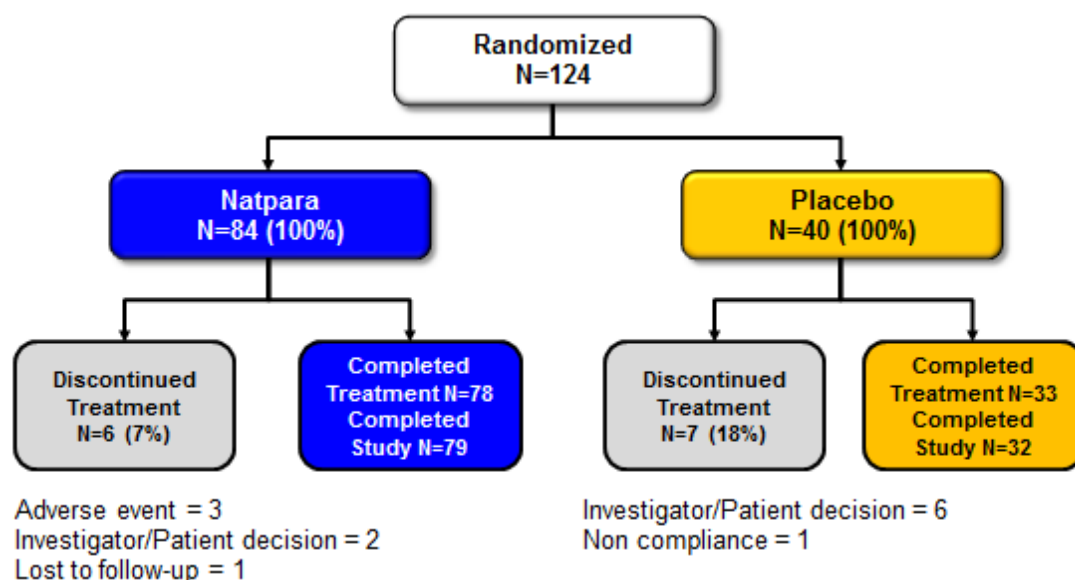 Randomized
N=124
Natpara
N=84 (100%)
Placebo
N=40 (100%)
Discontinued
Treatment
N=6 (7%)
Completed
Treatment N=78
Completed
Study N=79
Discontinued
Treatment
N=7 (18%)
Completed
Treatment N=33
Completed
Study N=32
Adverse event = 3
Investigator/Patient decision = 2
Lost to follow-up = 1
Investigator/Patient decision = 6
Non compliance = 1